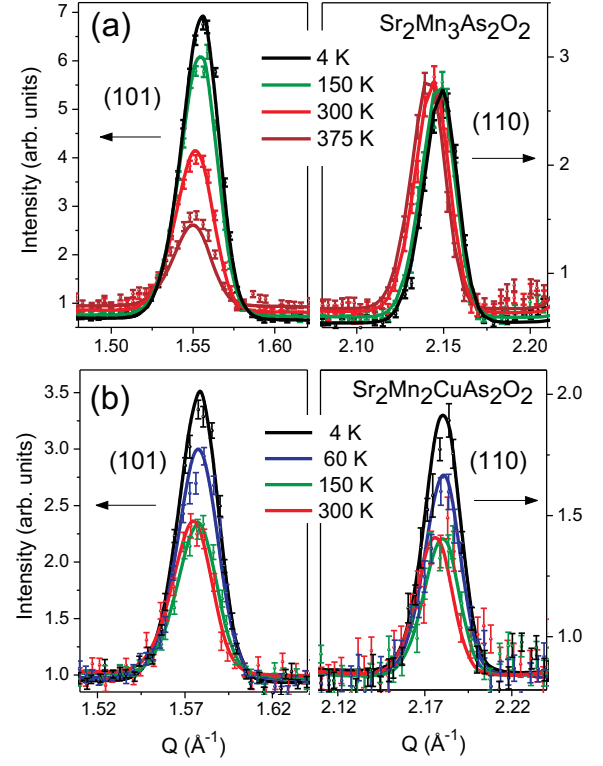 (a)
Sr2Mn3As2O2
4 K
150 K
300 K
375 K
(101)
(110)
Intensity (arb. units)
7
6
5
4
3
2
1
3
2
1
1.50 1.55 1.60
2.10 2.15 2.20
(b)
Sr2Mn2CuAs2O2
4 K
60 K
150 K
300 K
(101)
(110)
Intensity (arb. units)
3.5
3.0
2.5
2.0
1.5
1.0
2.0
1.5
1.0
1.52 1.57 1.62
2.12 2.17 2.22
Q (Å-1)
Q (Å-1)